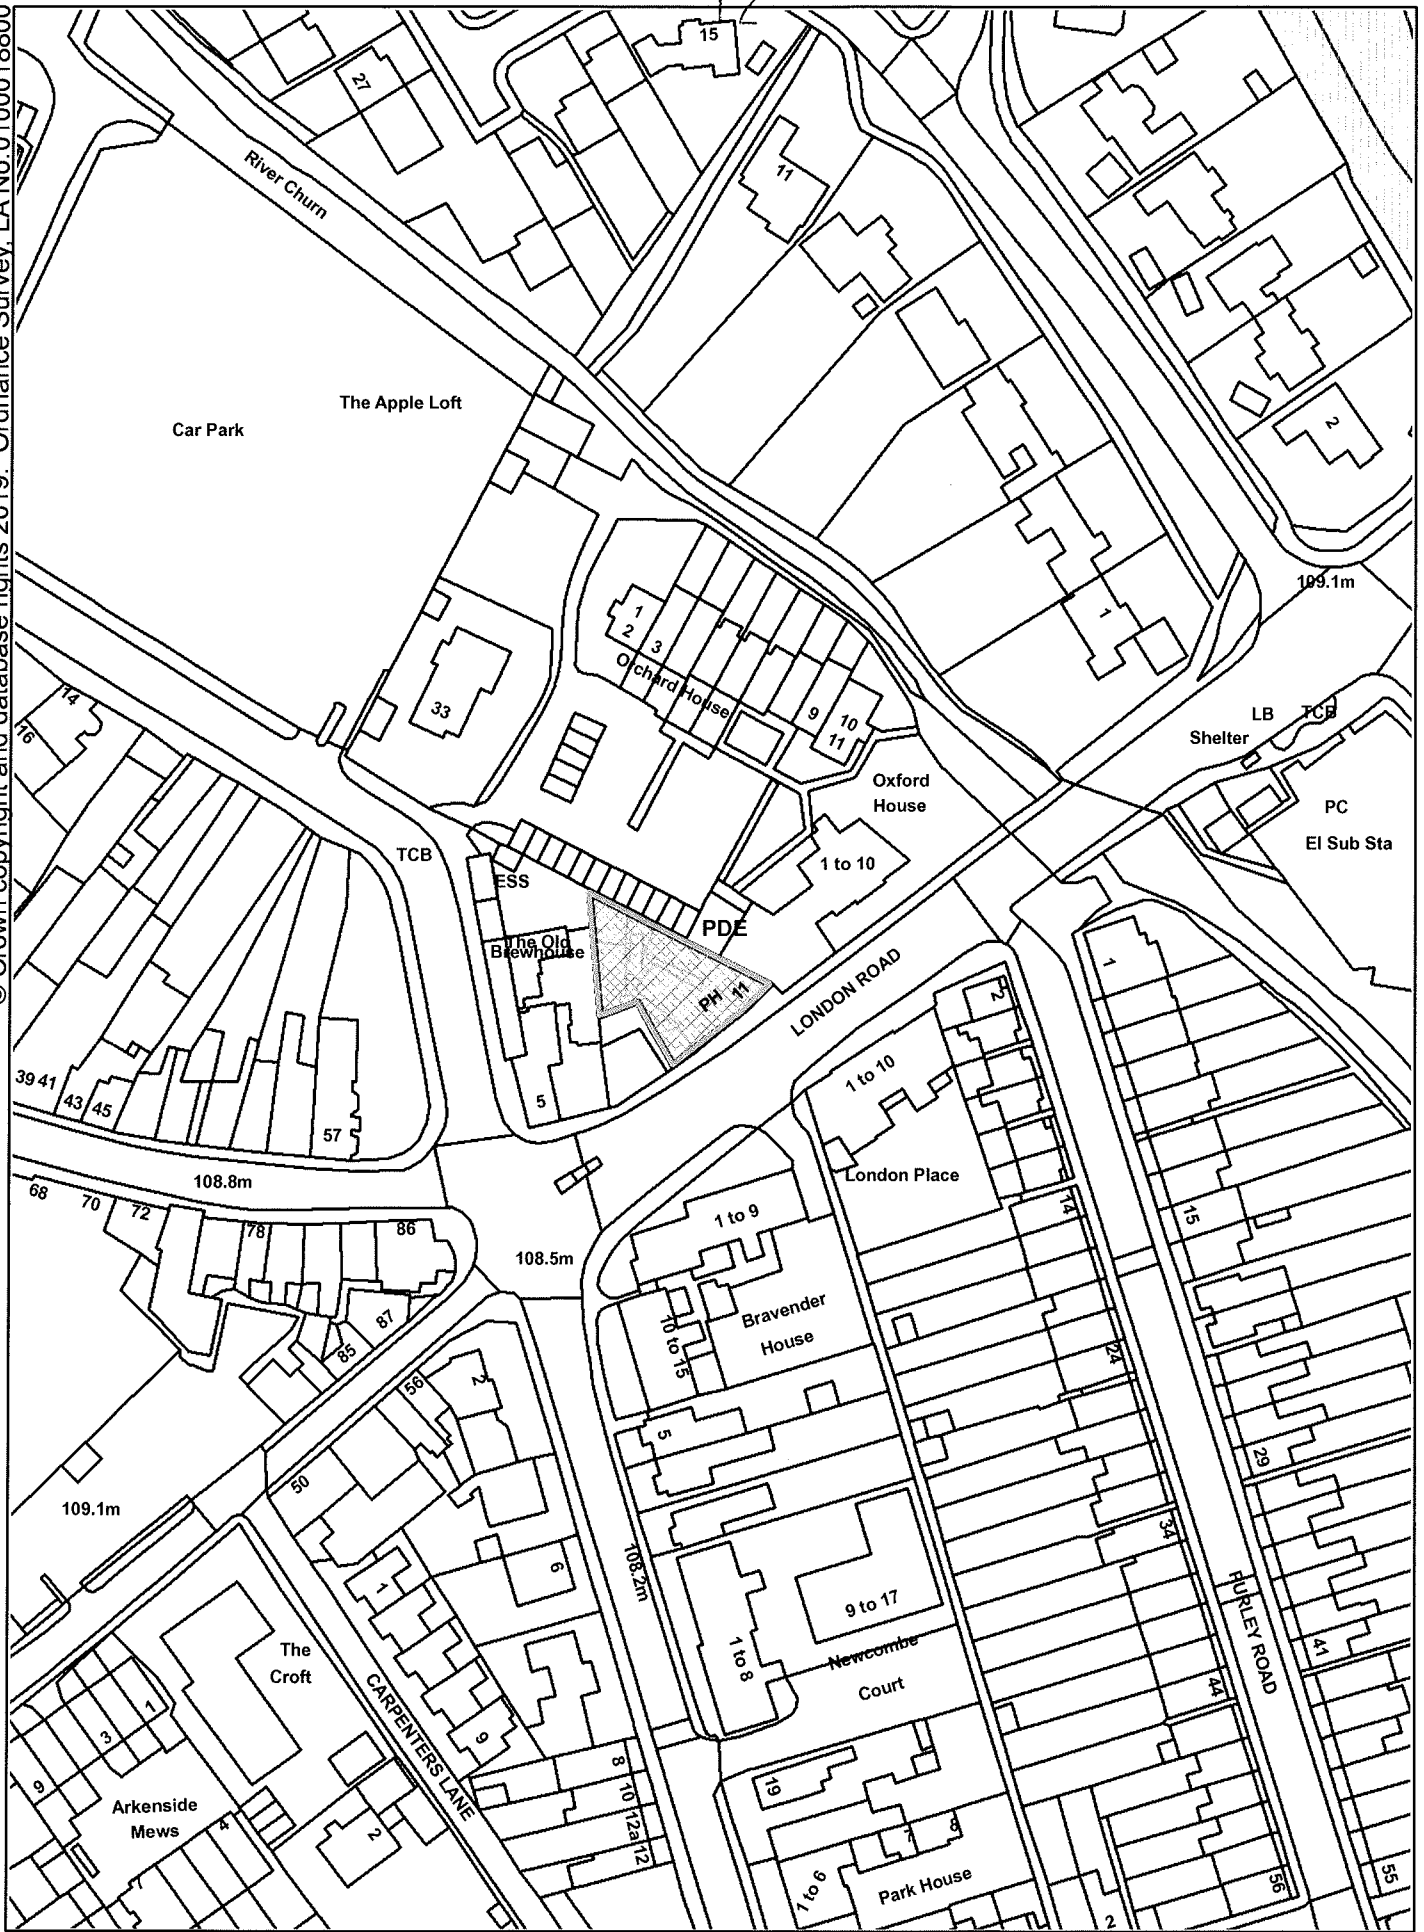 © Crown copyright and database rights 2019. Ordnance Survey, LA No.0100018800
15
27
11
River Churn
The Apple Loft
Car Park
2
109.1m
1
1
2
3
Orchard House
9
10
11
33
14
16
LB
TCB
Shelter
Oxford
House
PC
El Sub Sta
1 to 10
TCB
ESS
PDE
The Old
Brewhouse
PH
11
LONDON ROAD
1
2
1 to 10
5
39
41
43
45
57
London Place
108.8m
68
70
72
78
86
14
15
1 to 9
108.5m
Bravender
House
10 to 15
87
85
24
56
2
5
29
50
109.1m
34
1
6
108.2m
9 to 17
PURLEY ROAD
1 to 8
Newcombe
Court
41
The
Croft
44
CARPENTERS LANE
1
3
9
9
8
10
12a
12
19
Arkenside
Mews
4
2
7
8
1 to 6
Park House
56
55
2